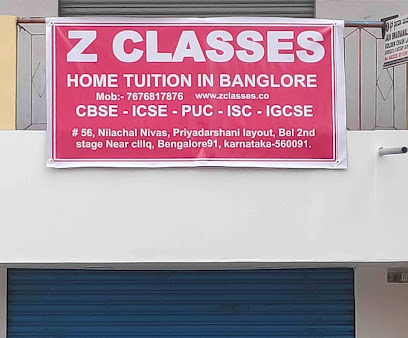 Z CLASSES
HOME TUITION IN BANGLORE
Mob:- 7676817876 www.zclasses.co
CBSE - ICSE - PUC - ISC - IGCSE
# 56, Nilachal Nivas, Priyadarshani layout, Bel 2nd
stage Near clliq, Bengalore91, karnataka-560091.